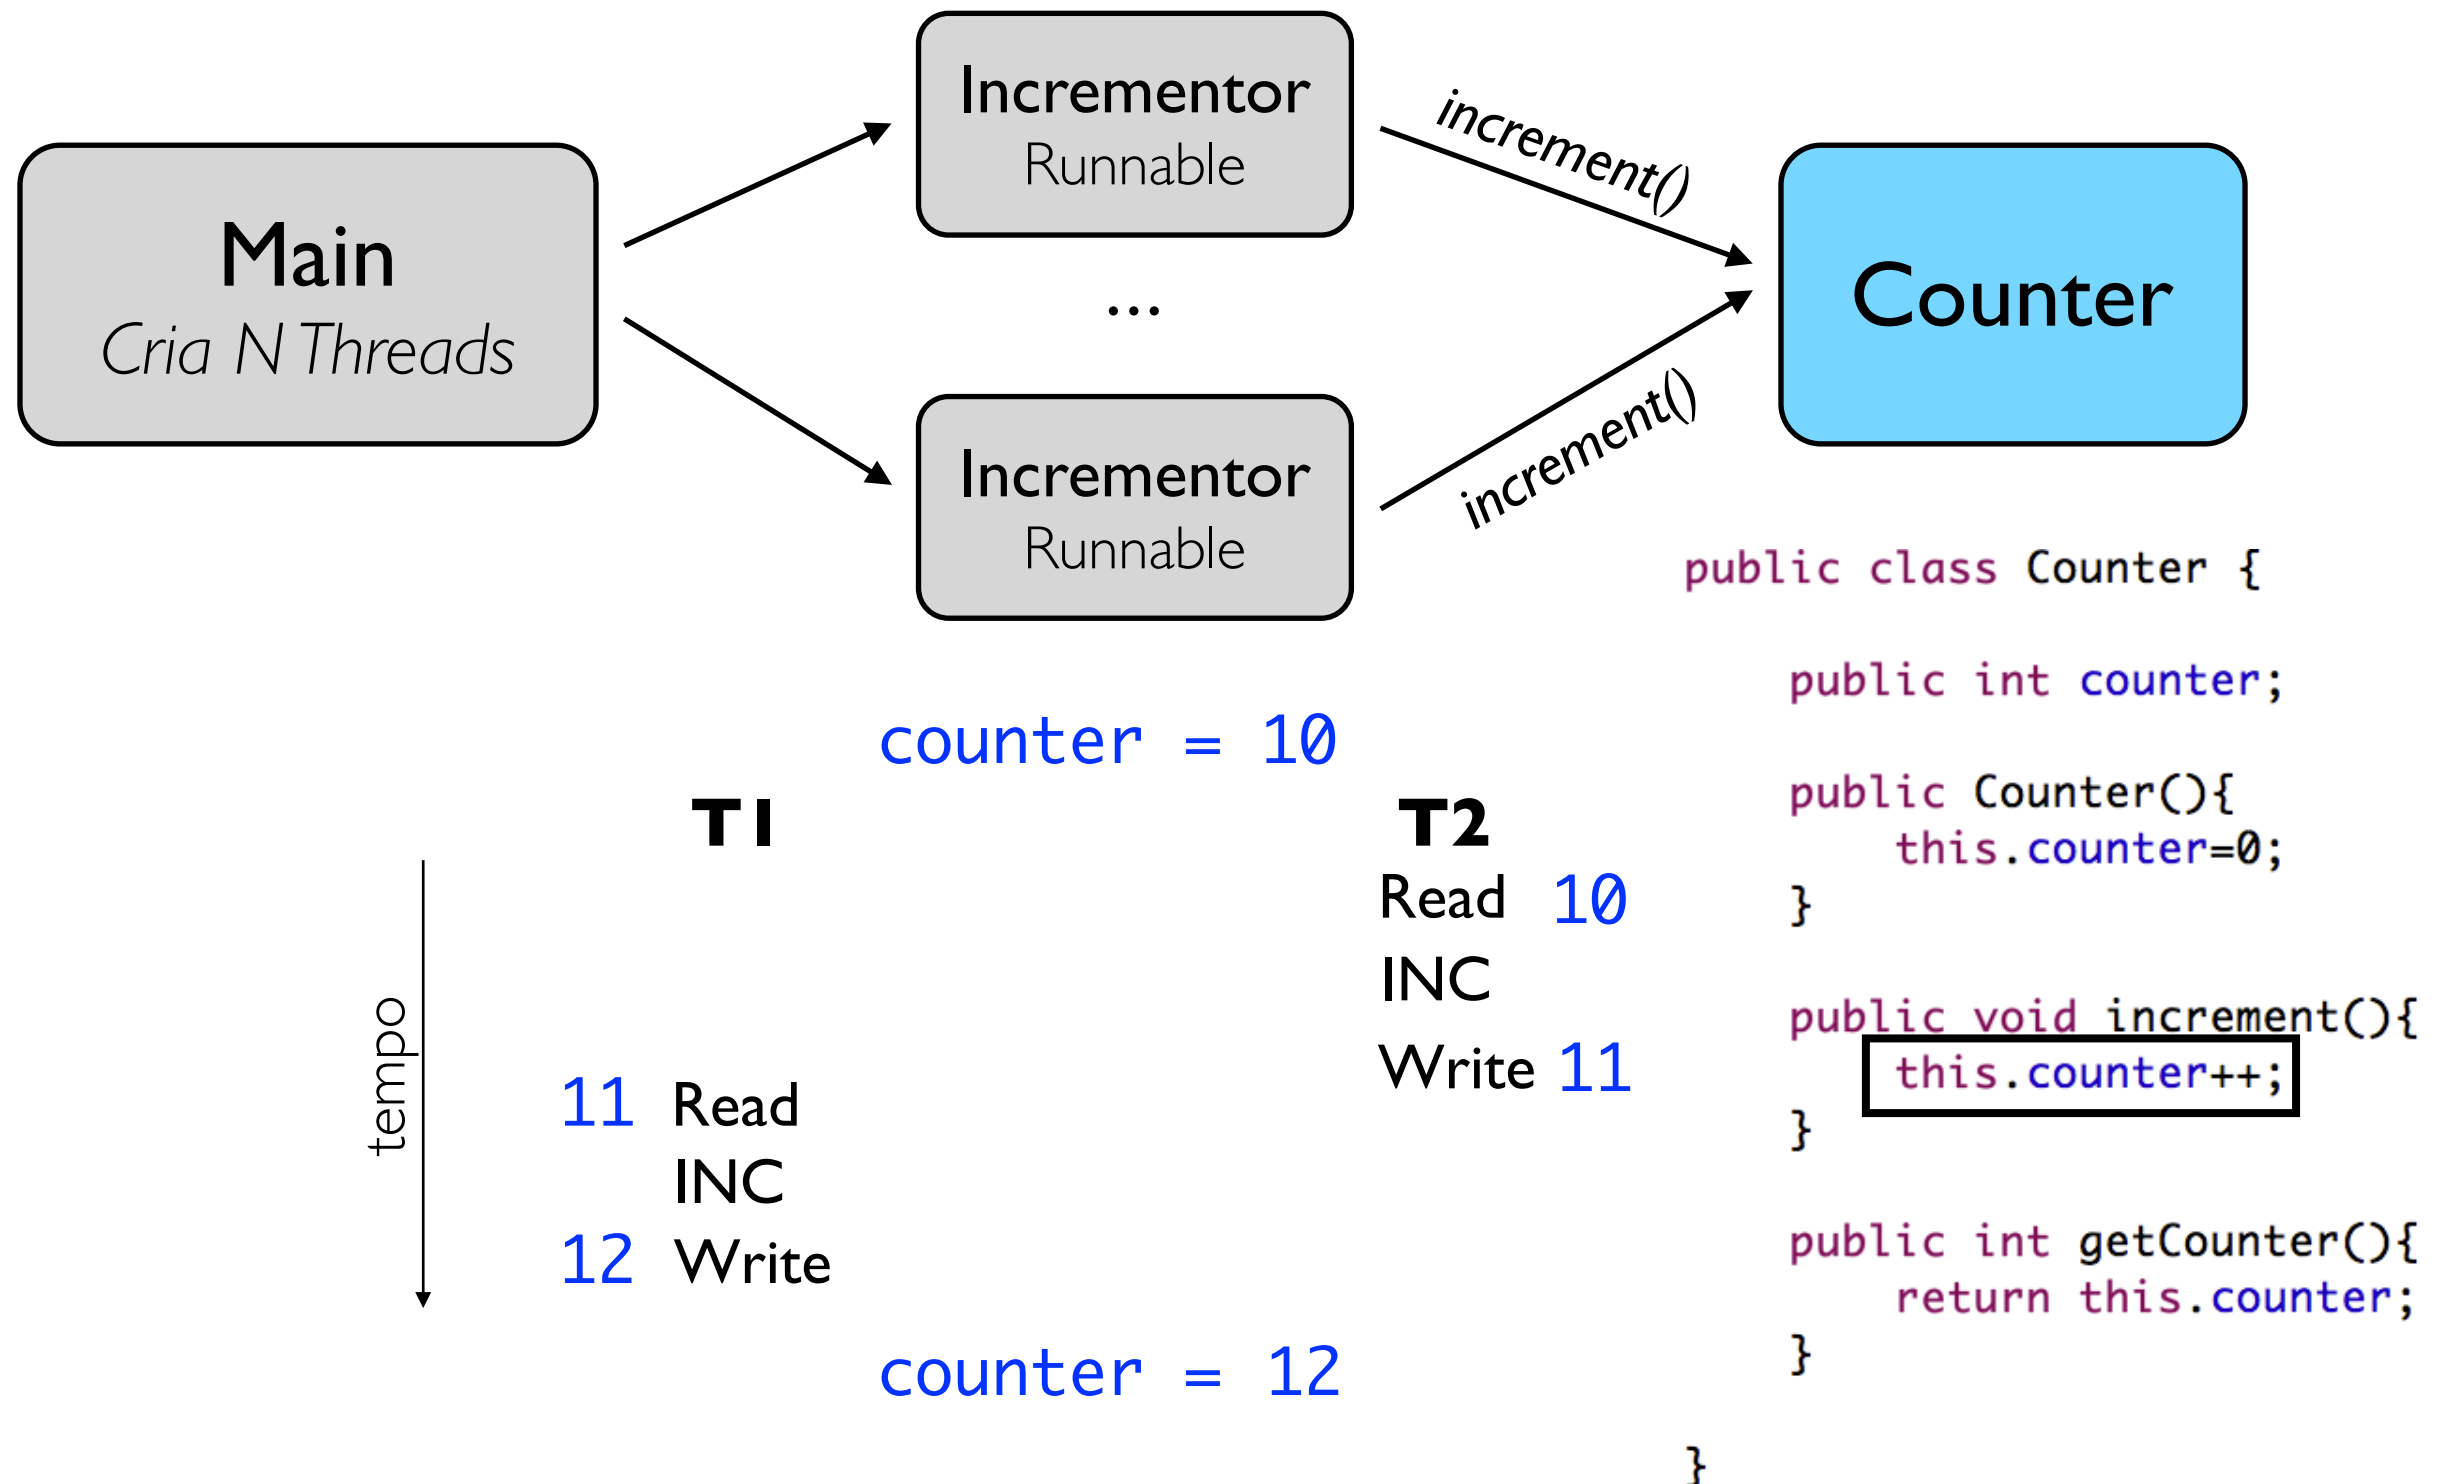 Main
Cria N Threads
Incrementor
Runnable
...
Incrementor
Runnable
increment()
increment()
Counter
counter = 10
T1
T2
Read 10
INC
Write 11
tempo
11 Read
INC
12 Write
counter = 12
public class Counter {
public int counter;
public Counter(){
this.counter=0;
}
public void increment(){
this.counter++;
}
public int getCounter(){
return this.counter;
}
}